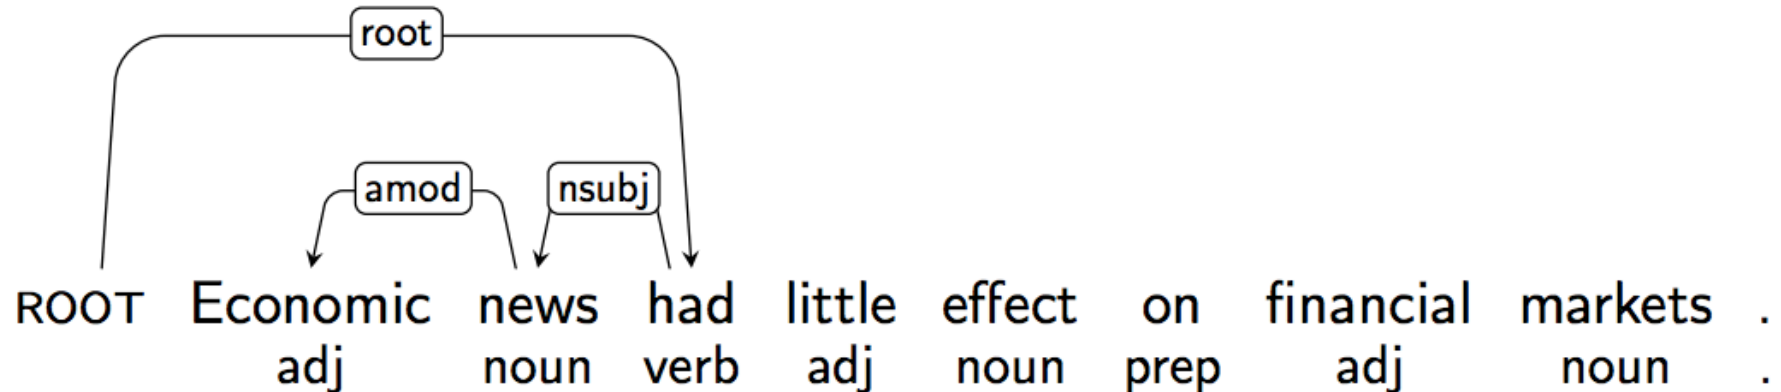 root
amod nsubj
ROOT Economic news had little effect on financial markets .
adj noun verb adj noun prep adj noun .